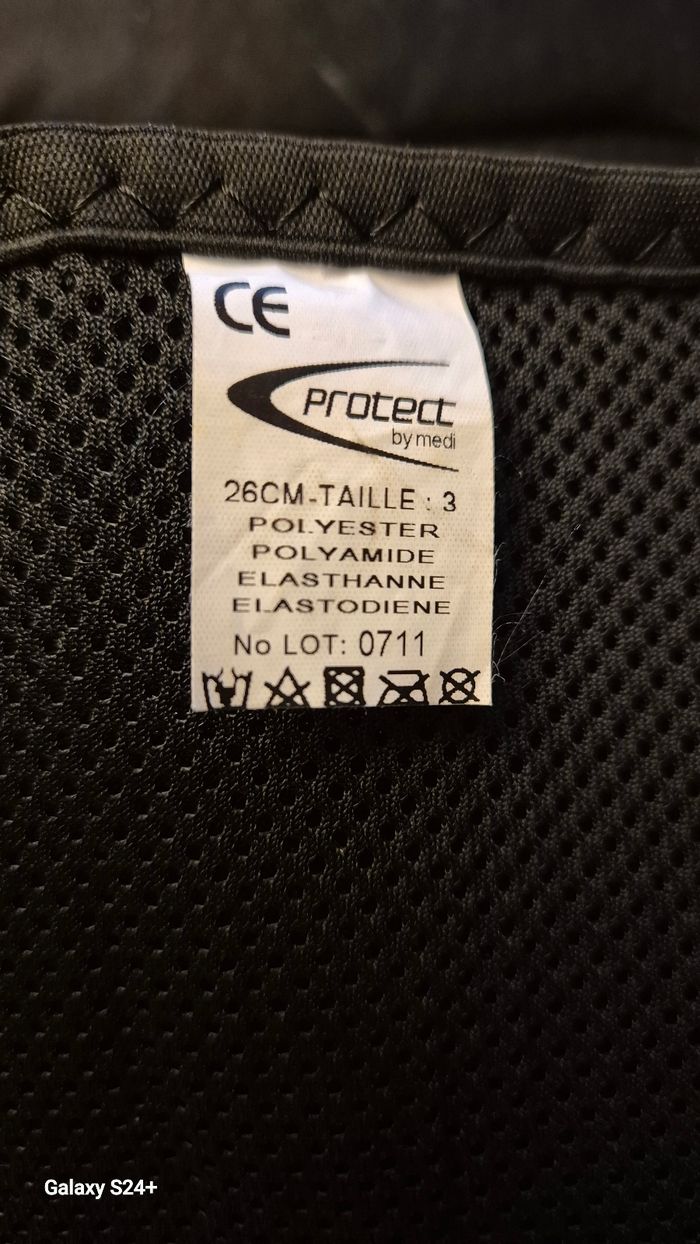 CE
protect
by medi
26CM-TAILLE : 3
POLYESTER
POLYAMIDE
ELASTHANNE
ELASTODIENE
No LOT: 0711
Galaxy S24+